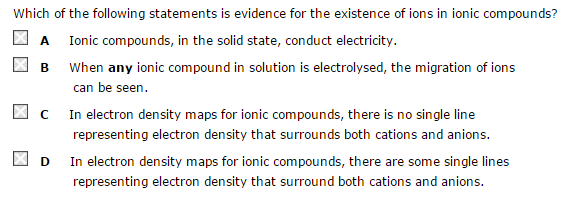 Which of the following statements is evidence for the existence of ions in ionic compounds?
A Ionic compounds, in the solid state, conduct electricity.
B When any ionic compound in solution is electrolysed, the migration of ions
can be seen.
C In electron density maps for ionic compounds, there is no single line
representing electron density that surrounds both cations and anions.
D In electron density maps for ionic compounds, there are some single lines
representing electron density that surround both cations and anions.